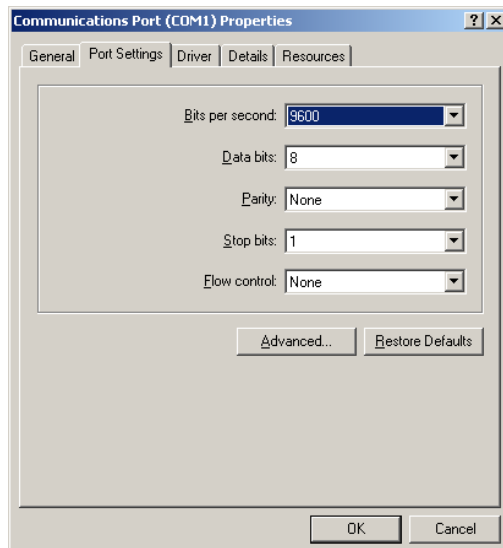 Communications Port (COM1) Properties
General Port Settings Driver Details Resources
Bits per second: 9600
Data bits: 8
Parity: None
Stop bits: 1
Flow control: None
Advanced... Restore Defaults
OK Cancel